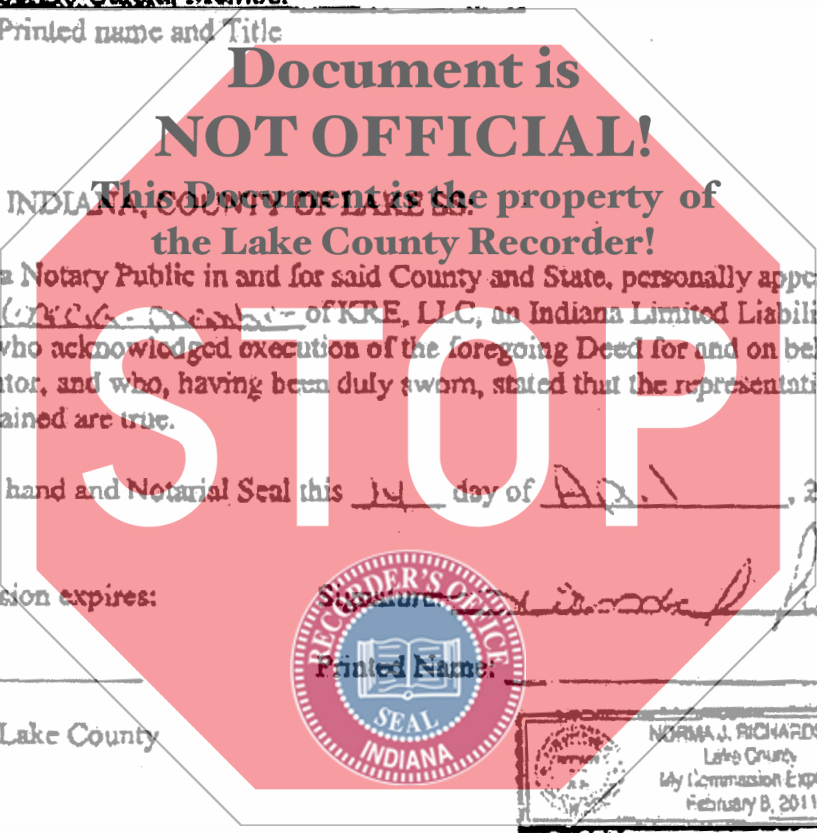 Printed name and Title
Document is
NOT OFFICIAL!
This Document is the property of
the Lake County Recorder!
INDIANA, COUNTY OF LAKE SS:
a Notary Public in and for said County and State, personally appe
of KRE, LLC, an Indiana Limited Liabili
who acknowledged execution of the foregoing Deed for and on beh
tor, and who, having been duly sworn, stated that the representati
ained are true.
STOP
hand and Notarial Seal this 14 day of , 2
sion expires: Signature:
RECORDER'S OFFICE
Printed Name:
SEAL
INDIANA
Lake County
NORMA J. RICHARDS
Lake County
My Commission Exp
February 8, 2011